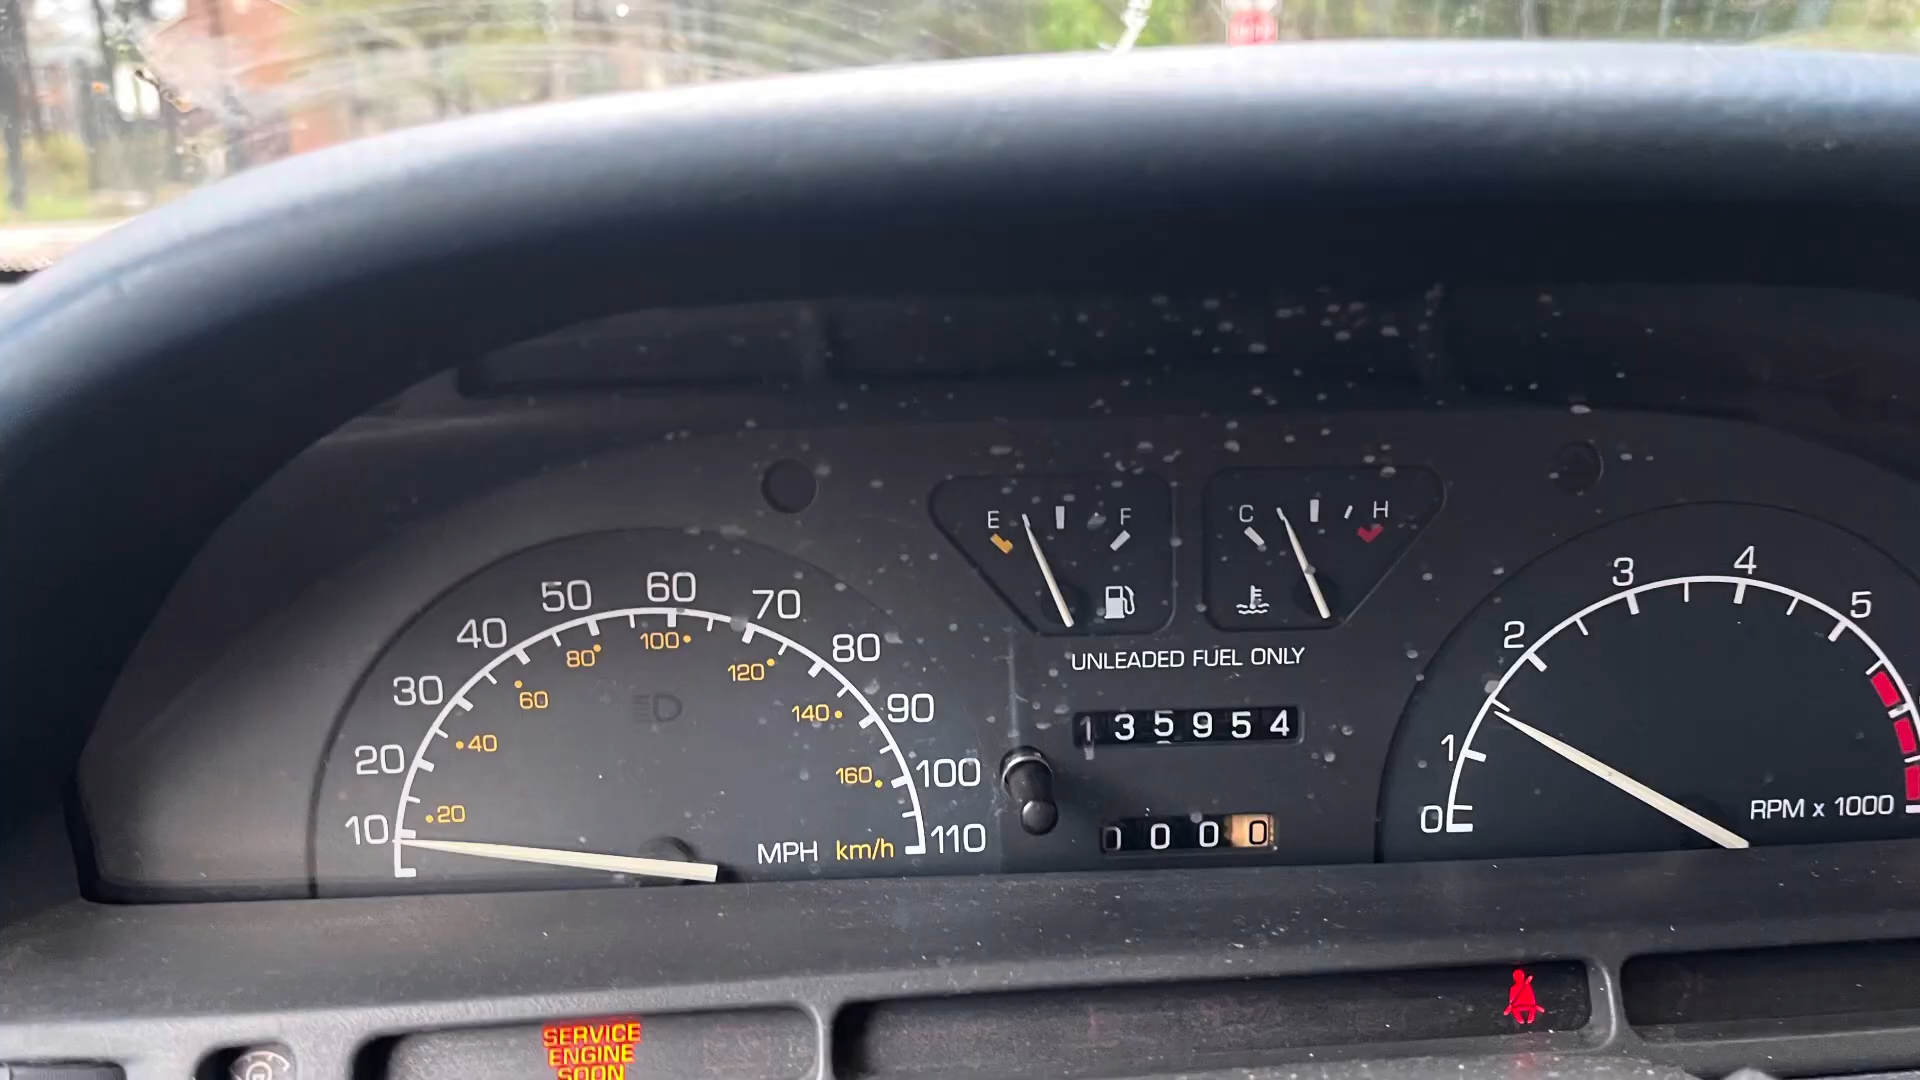 E F
C H
UNLEADED FUEL ONLY
135954
0000
10 20 30 40 50 60 70 80 90 100 110
20 40 60 80 100 120 140 160
MPH km/h
0 1 2 3 4 5
RPM x 1000
SERVICE
ENGINE
SOON